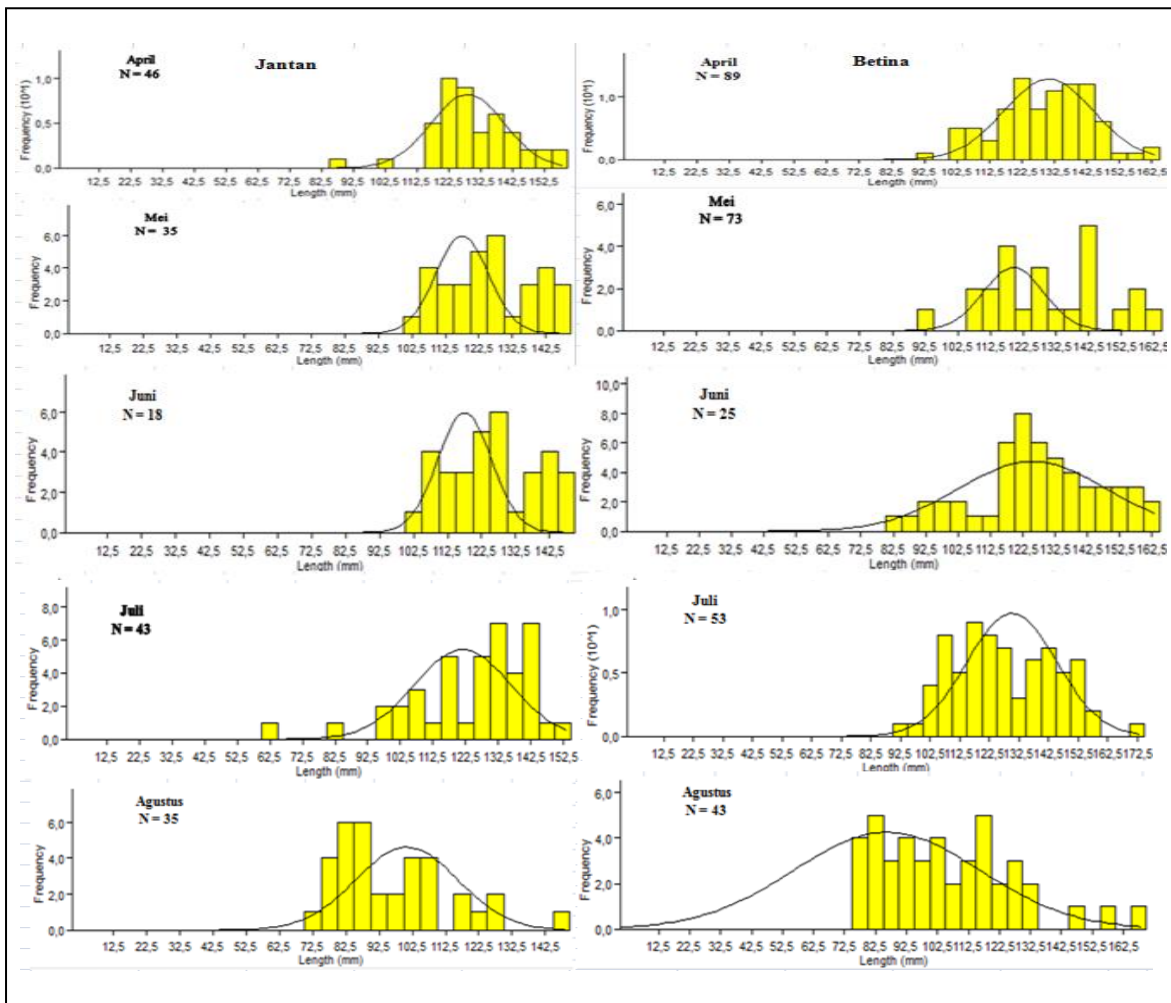 April
Jantan
N = 46
Frequency (10^1)
1,0
0,5
0,0
12,5 22,5 32,5 42,5 52,5 62,5 72,5 82,5 92,5 102,5 112,5 122,5 132,5 142,5 152,5
Length (mm)
April
Betina
N = 89
Frequency (10^1)
1,0
0,0
12,5 22,5 32,5 42,5 52,5 62,5 72,5 82,5 92,5 102,5 112,5 122,5 132,5 142,5 152,5 162,5
Length (mm)
Mei
N = 35
Frequency
6,0
4,0
2,0
0,0
12,5 22,5 32,5 42,5 52,5 62,5 72,5 82,5 92,5 102,5 112,5 122,5 132,5 142,5
Length (mm)
Mei
N = 73
Frequency
6,0
4,0
2,0
0,0
12,5 22,5 32,5 42,5 52,5 62,5 72,5 82,5 92,5 102,5 112,5 122,5 132,5 142,5 152,5 162,5
Length (mm)
Juni
N = 18
Frequency
6,0
4,0
2,0
0,0
12,5 22,5 32,5 42,5 52,5 62,5 72,5 82,5 92,5 102,5 112,5 122,5 132,5 142,5
Length (mm)
Juni
N = 25
Frequency
10,0
8,0
6,0
4,0
2,0
0,0
12,5 22,5 32,5 42,5 52,5 62,5 72,5 82,5 92,5 102,5 112,5 122,5 132,5 142,5 152,5 162,5
Length (mm)
Juli
N = 43
Frequency
8,0
6,0
4,0
2,0
0,0
12,5 22,5 32,5 42,5 52,5 62,5 72,5 82,5 92,5 102,5 112,5 122,5 132,5 142,5 152,5
Length (mm)
Juli
N = 53
Frequency (10^1)
1,0
0,5
0,0
12,5 22,5 32,5 42,5 52,5 62,5 72,5 82,5 92,5 102,5 112,5 122,5 132,5 142,5 152,5 162,5 172,5
Length (mm)
Agustus
N = 35
Frequency
6,0
4,0
2,0
0,0
12,5 22,5 32,5 42,5 52,5 62,5 72,5 82,5 92,5 102,5 112,5 122,5 132,5 142,5
Length (mm)
Agustus
N = 43
Frequency
6,0
4,0
2,0
0,0
12,5 22,5 32,5 42,5 52,5 62,5 72,5 82,5 92,5 102,5 112,5 122,5 132,5 142,5 152,5 162,5
Length (mm)